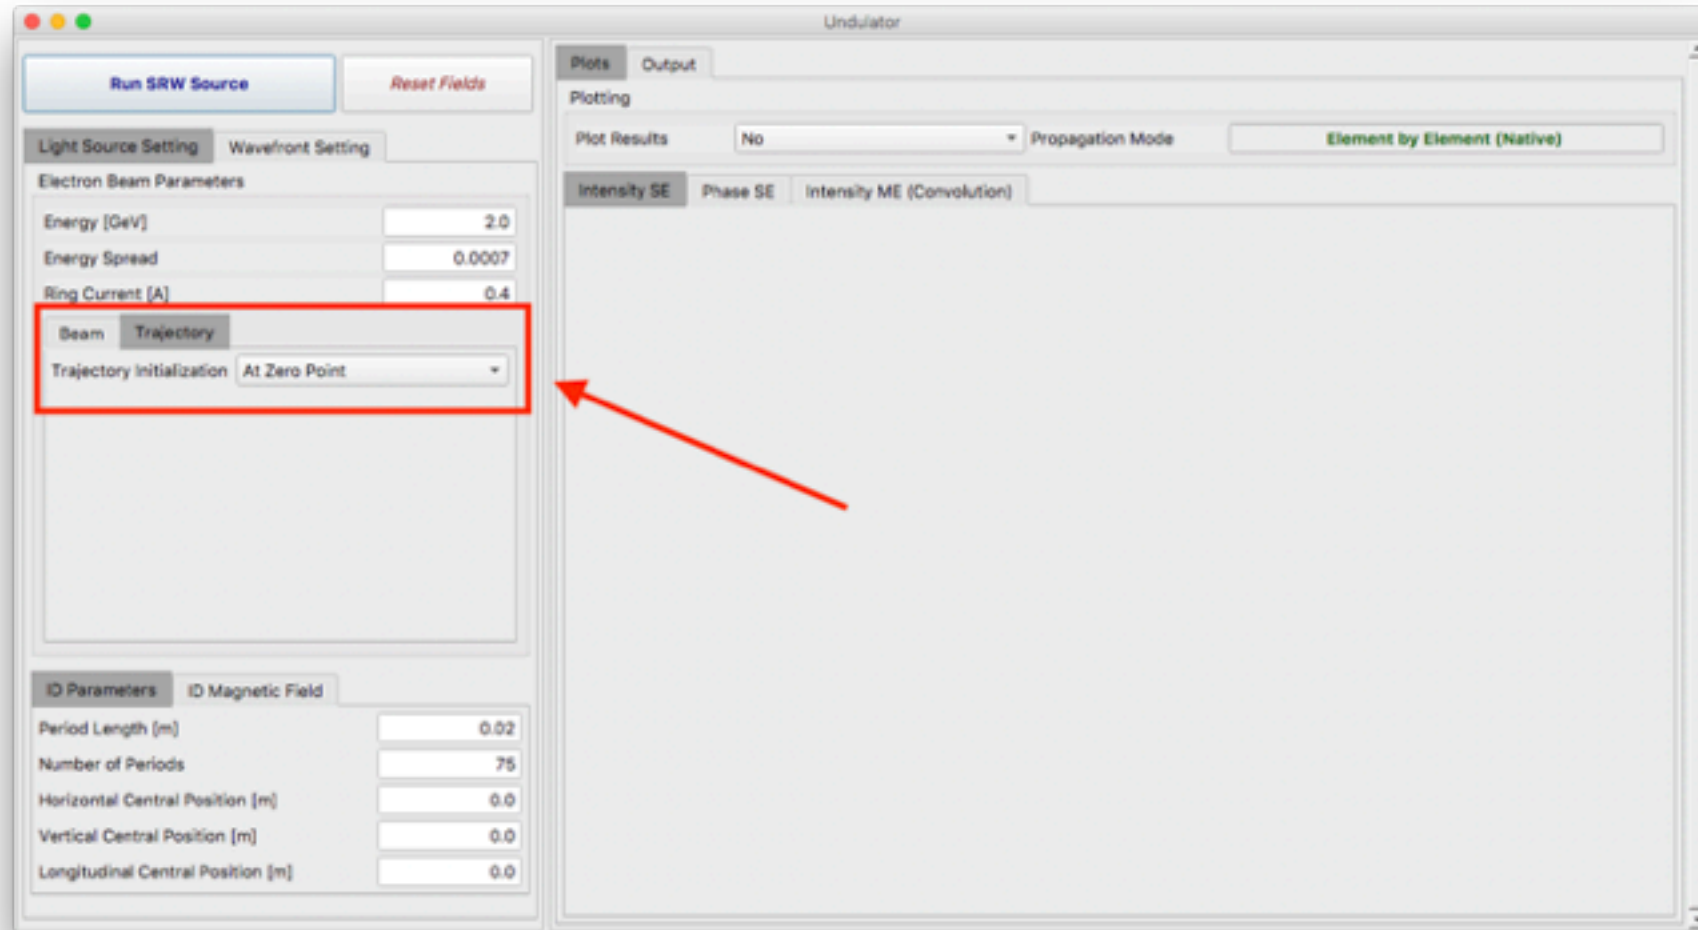 Undulator
Run SRW Source
Reset Fields
Light Source Setting
Wavefront Setting
Electron Beam Parameters
Energy [GeV] 2.0
Energy Spread 0.0007
Ring Current [A] 0.4
Beam
Trajectory
Trajectory Initialization At Zero Point
ID Parameters
ID Magnetic Field
Period Length [m] 0.02
Number of Periods 75
Horizontal Central Position [m] 0.0
Vertical Central Position [m] 0.0
Longitudinal Central Position [m] 0.0
Plots
Output
Plotting
Plot Results No
Propagation Mode Element by Element (Native)
Intensity SE
Phase SE
Intensity ME (Convolution)